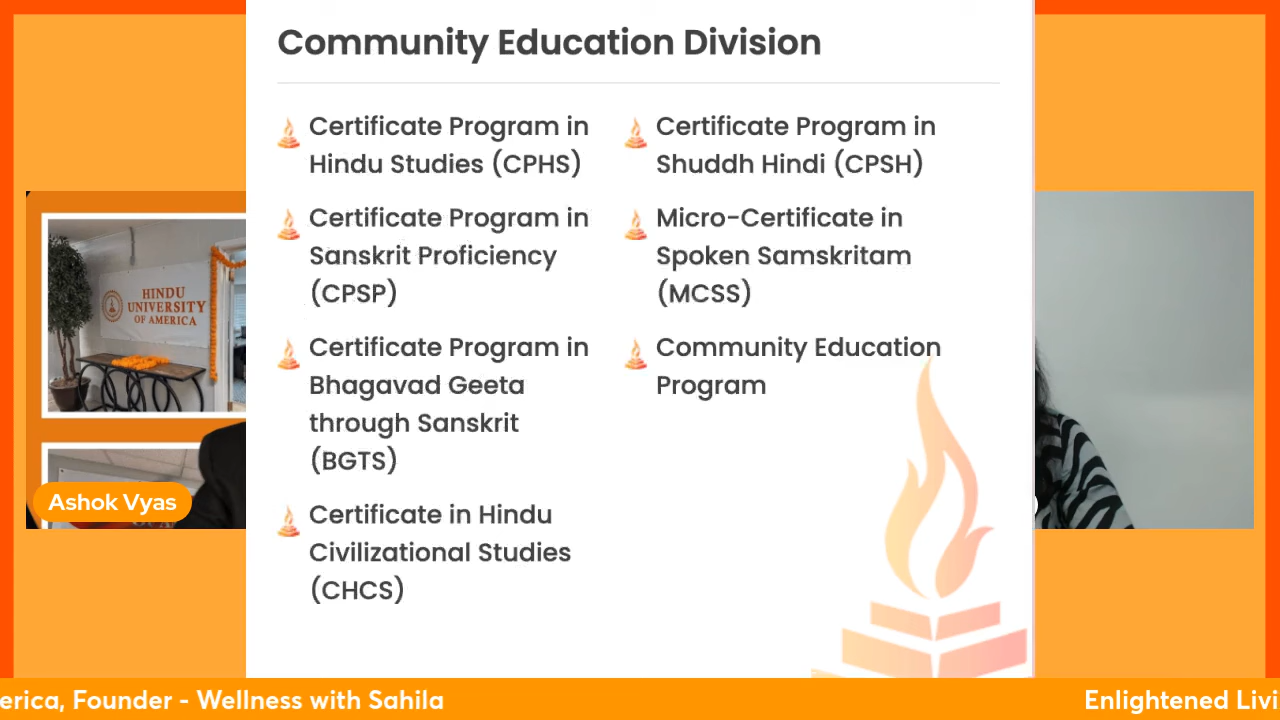 Community Education Division
Certificate Program in
Hindu Studies (CPHS)
Certificate Program in
Sanskrit Proficiency
(CPSP)
Certificate Program in
Bhagavad Geeta
through Sanskrit
(BGTS)
Certificate in Hindu
Civilizational Studies
(CHCS)
Certificate Program in
Shuddh Hindi (CPSH)
Micro-Certificate in
Spoken Samskritam
(MCSS)
Community Education
Program
HINDU
UNIVERSITY
OF AMERICA
Ashok Vyas
erica, Founder - Wellness with Sahila
Enlightened Livi